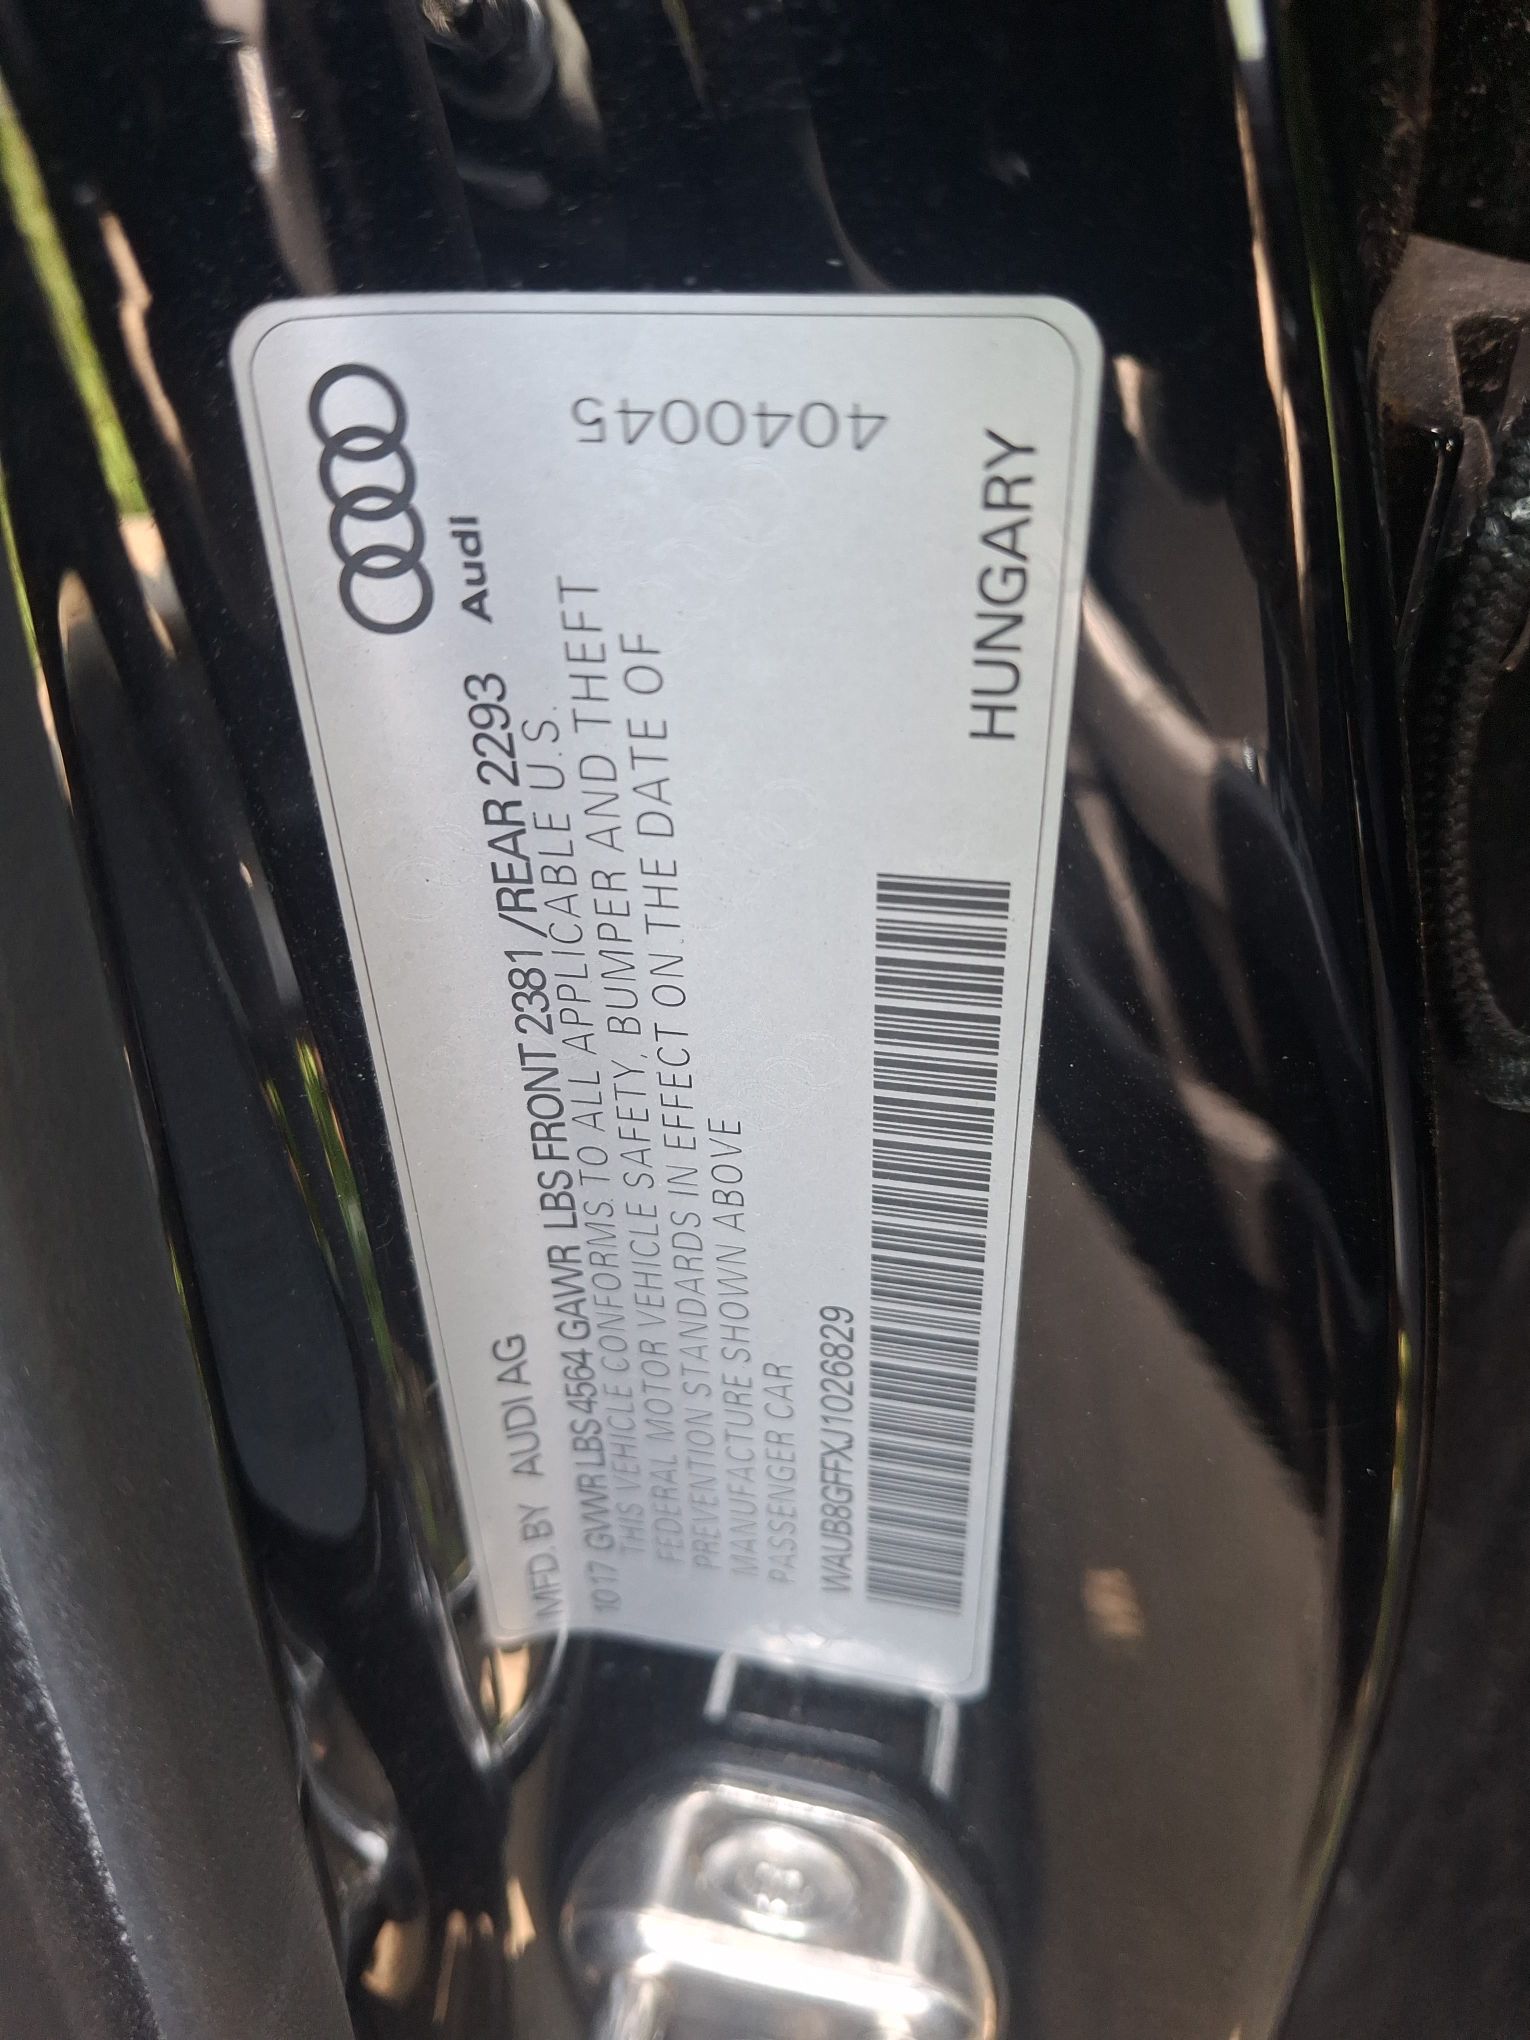 MFD. BY AUDI AG
Audi
10 17 GWVR LBS 4564 GAWR LBS FRONT 2381 / REAR 2293
THIS VEHICLE CONFORMS TO ALL APPLICABLE U.S.
FEDERAL MOTOR VEHICLE SAFETY, BUMPER AND THEFT
PREVENTION STANDARDS IN EFFECT ON THE DATE OF
MANUFACTURE SHOWN ABOVE
PASSENGER CAR
4040045
WAUB8GFFXJ1026829
HUNGARY